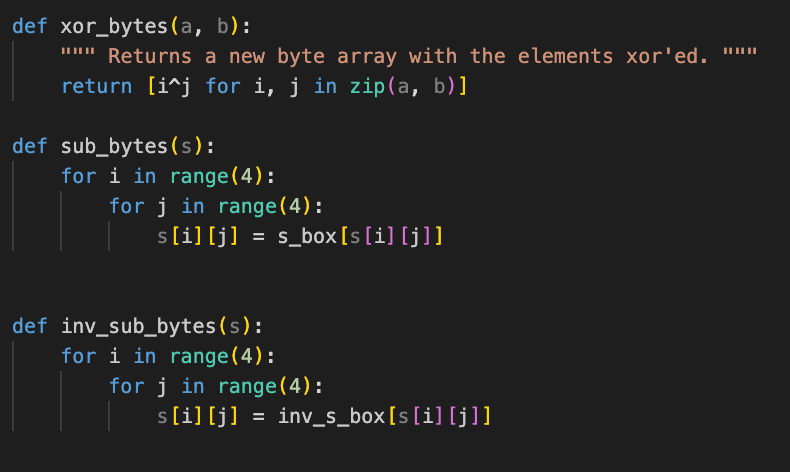 def xor_bytes(a, b):
    """ Returns a new byte array with the elements xor'ed. """
    return [i^j for i, j in zip(a, b)]
def sub_bytes(s):
    for i in range(4):
        for j in range(4):
            s[i][j] = s_box[s[i][j]]
def inv_sub_bytes(s):
    for i in range(4):
        for j in range(4):
            s[i][j] = inv_s_box[s[i][j]]